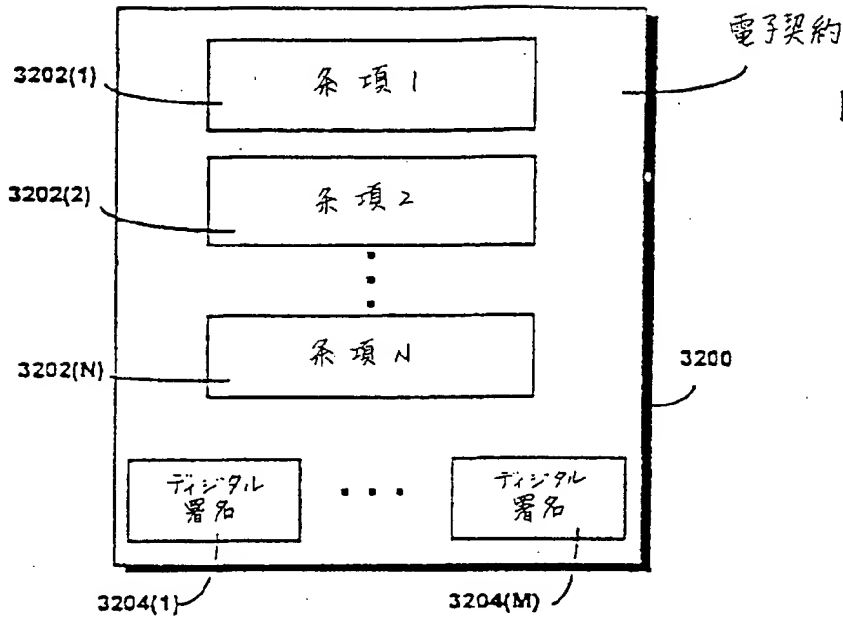 電子契約
3202(1)
条項1
3202(2)
条項2
条項N
3202(N)
3200
ディジタル
署名
ディジタル
署名
3204(1)
3204(M)